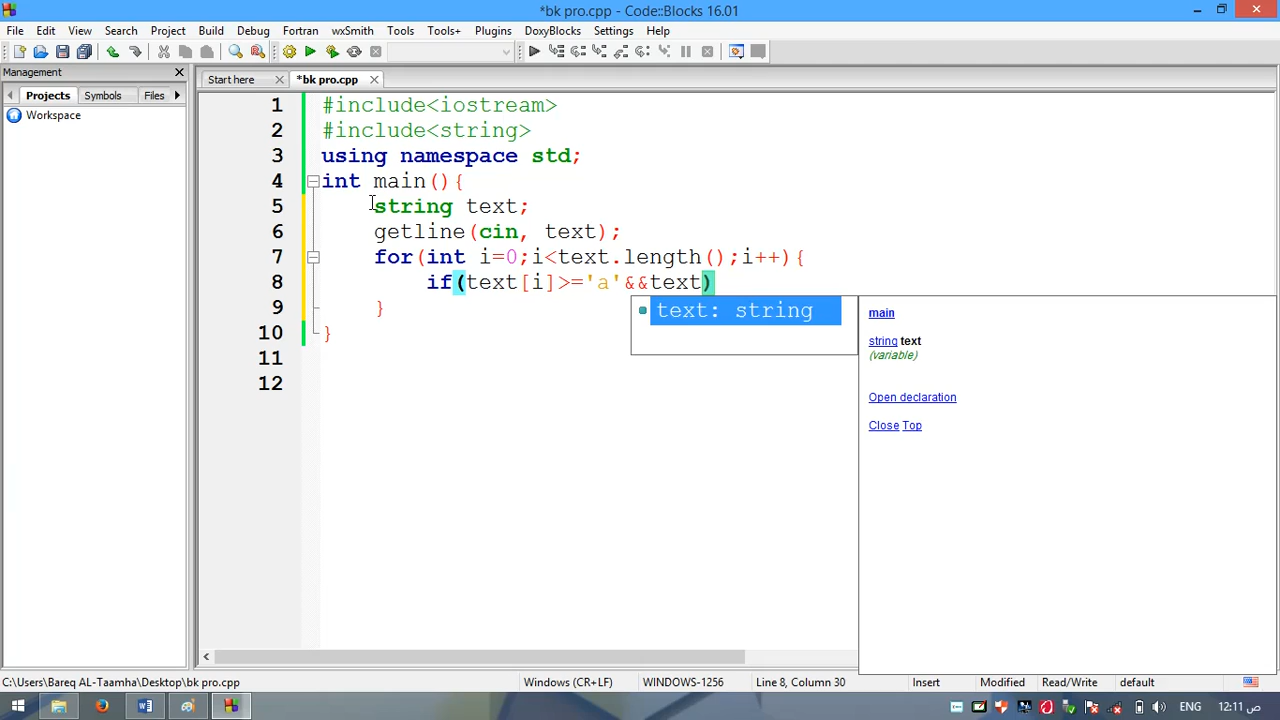 *bk pro.cpp - Code::Blocks 16.01
File Edit View Search Project Build Debug Fortran wxSmith Tools Tools+ Plugins DoxyBlocks Settings Help
Management
Start here *bk pro.cpp
Projects Symbols Files
Workspace
1 #include<iostream>
2 #include<string>
3 using namespace std;
4 int main(){
5 string text;
6 getline(cin, text);
7 for(int i=0;i<text.length();i++){
8 if(text[i]>='a'&&text)
9 }
10 }
11
12
text: string
main
string text
(variable)
Open declaration
Close Top
C:\Users\Bareq AL-Taamha\Desktop\bk pro.cpp Windows (CR+LF) WINDOWS-1256 Line 8, Column 30 Insert Modified Read/Write default
ENG 12:11 ص